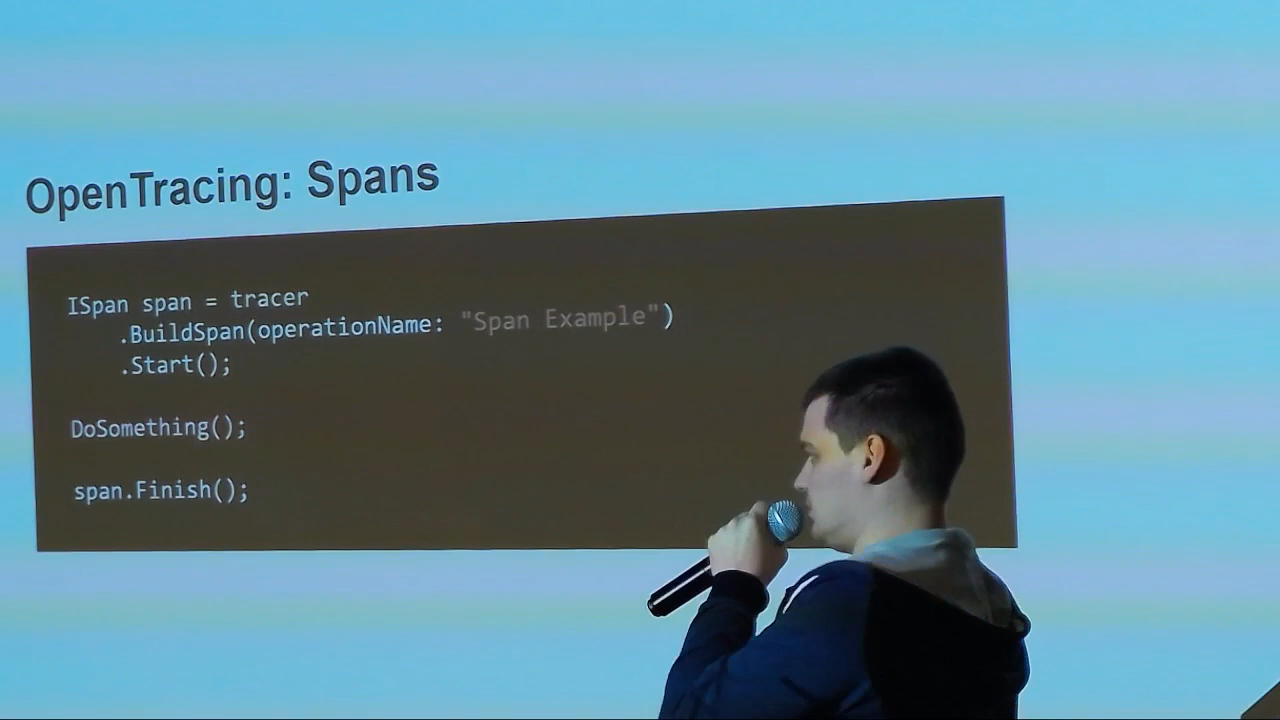 OpenTracing: Spans
ISpan span = tracer
.BuildSpan(operationName: "Span Example")
.Start();
DoSomething();
span.Finish();